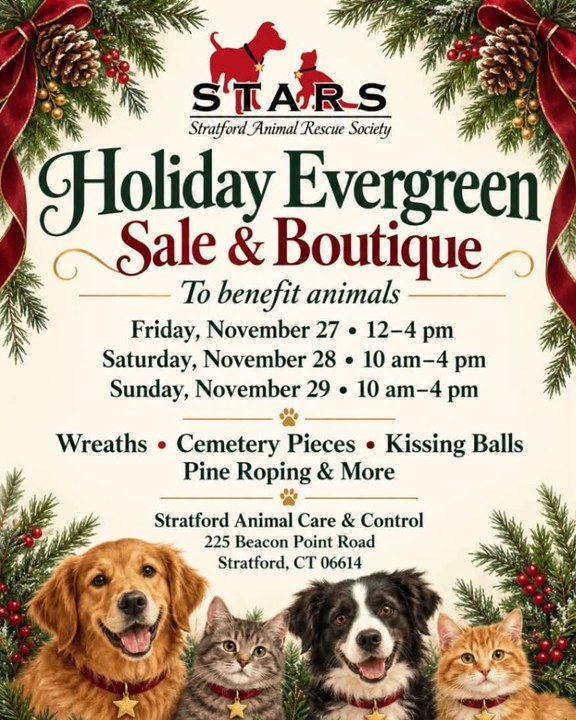 STARS
Stratford Animal Rescue Society
Holiday Evergreen
Sale & Boutique
To benefit animals
Friday, November 27 • 12–4 pm
Saturday, November 28 • 10 am–4 pm
Sunday, November 29 • 10 am–4 pm
Wreaths • Cemetery Pieces • Kissing Balls
Pine Roping & More
Stratford Animal Care & Control
225 Beacon Point Road
Stratford, CT 06614